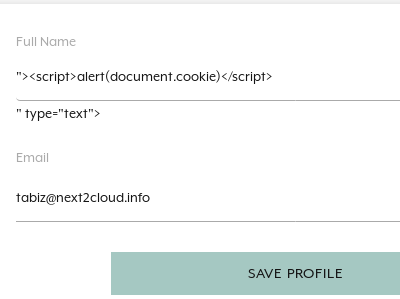 Full Name
"><script>alert(document.cookie)</script>
" type="text">
Email
tabiz@next2cloud.info
SAVE PROFILE